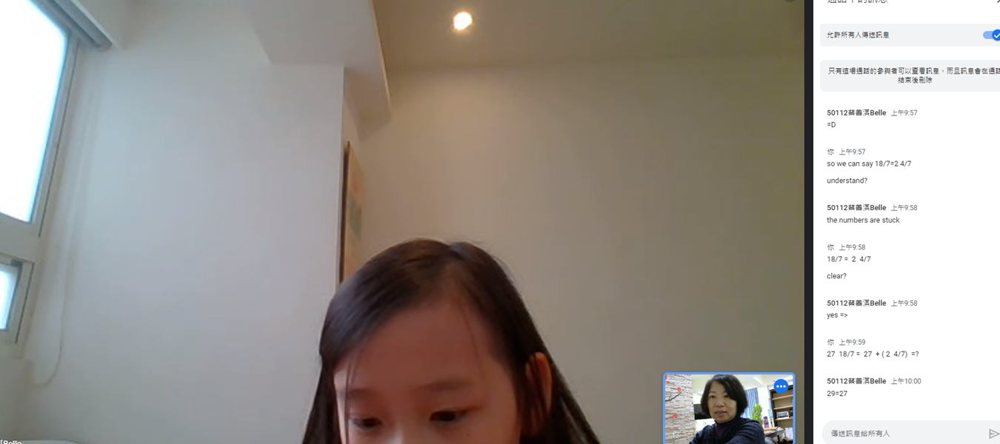 允許所有人傳送訊息
只有這場通話的參與者可以查看訊息，而且訊息會在通話
結束後刪除
50112蔡善淇Belle 上午9:57
=D
你 上午9:57
so we can say 18/7=2 4/7
understand?
50112蔡善淇Belle 上午9:58
the numbers are stuck
你 上午9:58
18/7 = 2 4/7
clear?
50112蔡善淇Belle 上午9:58
yes =>
你 上午9:59
27 18/7 = 27 + ( 2 4/7) =?
50112蔡善淇Belle 上午10:00
29=27
傳送訊息給所有人
你
Belle